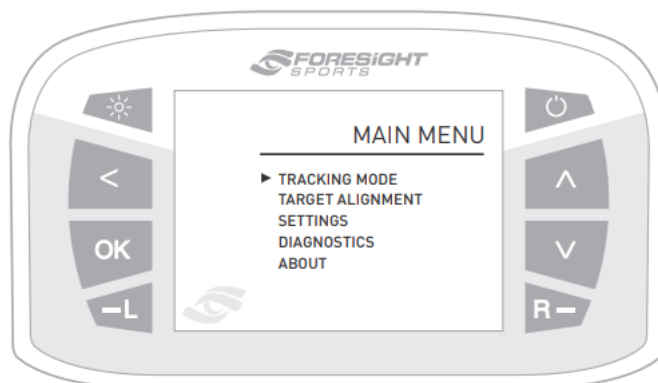 FORESiGHT
SPORTS
MAIN MENU
TRACKING MODE
TARGET ALIGNMENT
SETTINGS
DIAGNOSTICS
ABOUT
<
OK
–L
R–